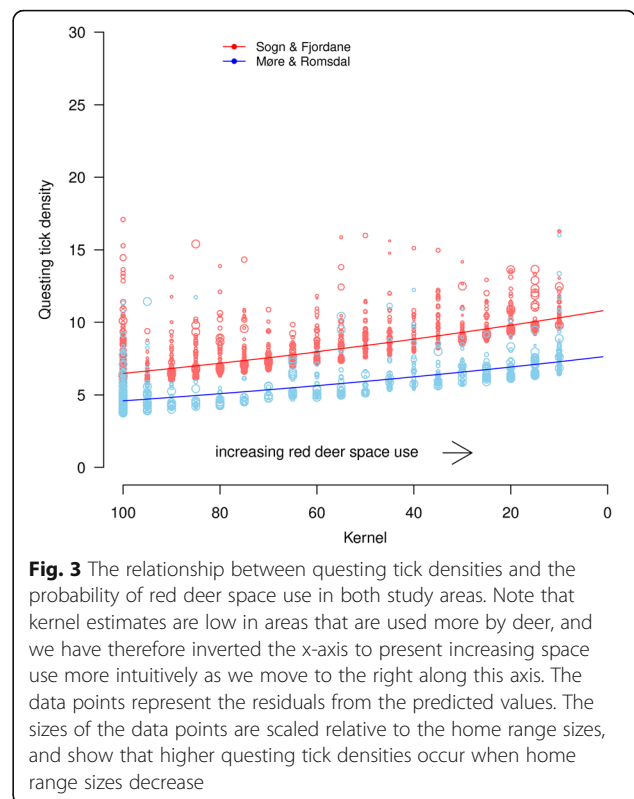 30
25
20
15
10
5
0
Questing tick density
Sogn & Fjordane
Møre & Romsdal
increasing red deer space use
100 80 60 40 20 0
Kernel
Fig. 3 The relationship between questing tick densities and the
probability of red deer space use in both study areas. Note that
kernel estimates are low in areas that are used more by deer, and
we have therefore inverted the x-axis to present increasing space
use more intuitively as we move to the right along this axis. The
data points represent the residuals from the predicted values. The
sizes of the data points are scaled relative to the home range sizes,
and show that higher questing tick densities occur when home
range sizes decrease